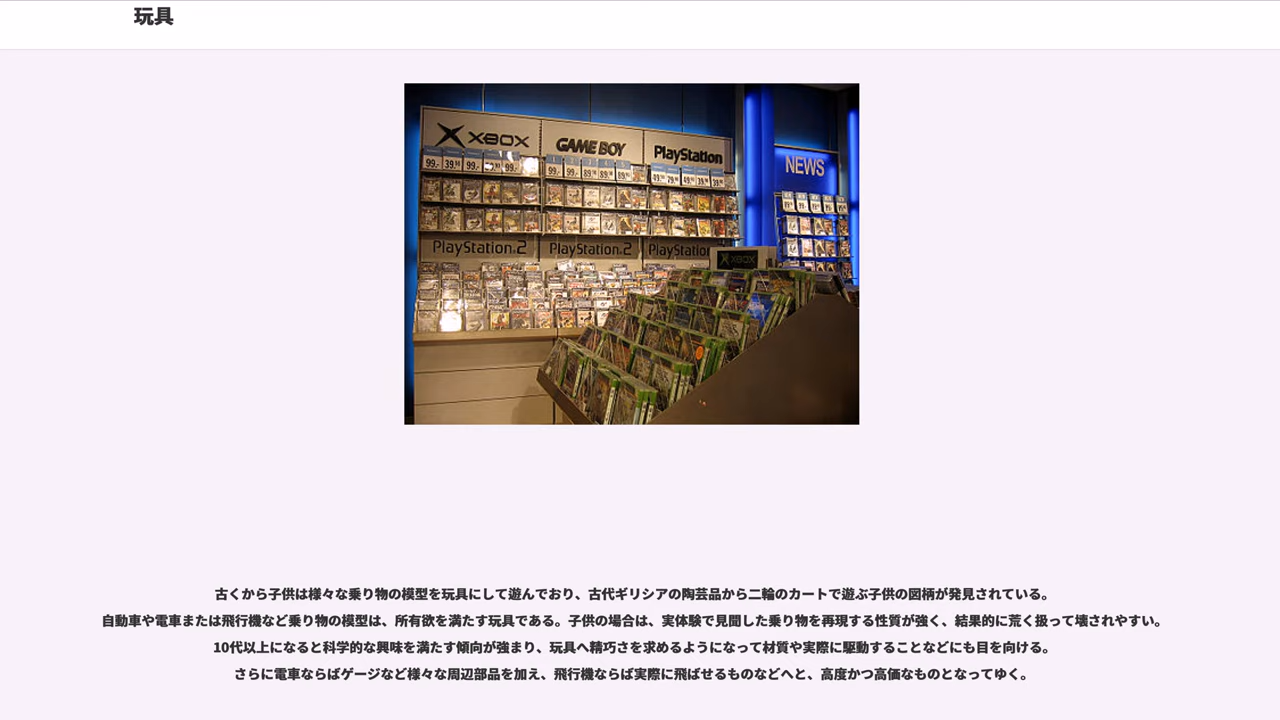 玩具
XBOX
GAME BOY
PlayStation
NEWS
PlayStation 2
PlayStation 2
PlayStation
XBOX
古くから子供は様々な乗り物の模型を玩具にして遊んでおり、古代ギリシアの陶芸品から二輪のカートで遊ぶ子供の図柄が発見されている。
自動車や電車または飛行機など乗り物の模型は、所有欲を満たす玩具である。子供の場合は、実体験で見聞した乗り物を再現する性質が強く、結果的に荒く扱って壊されやすい。
10代以上になると科学的な興味を満たす傾向が強まり、玩具へ精巧さを求めるようになって材質や実際に駆動することなどにも目を向ける。
さらに電車ならばゲージなど様々な周辺部品を加え、飛行機ならば実際に飛ばせるものなどへと、高度かつ高価なものとなってゆく。